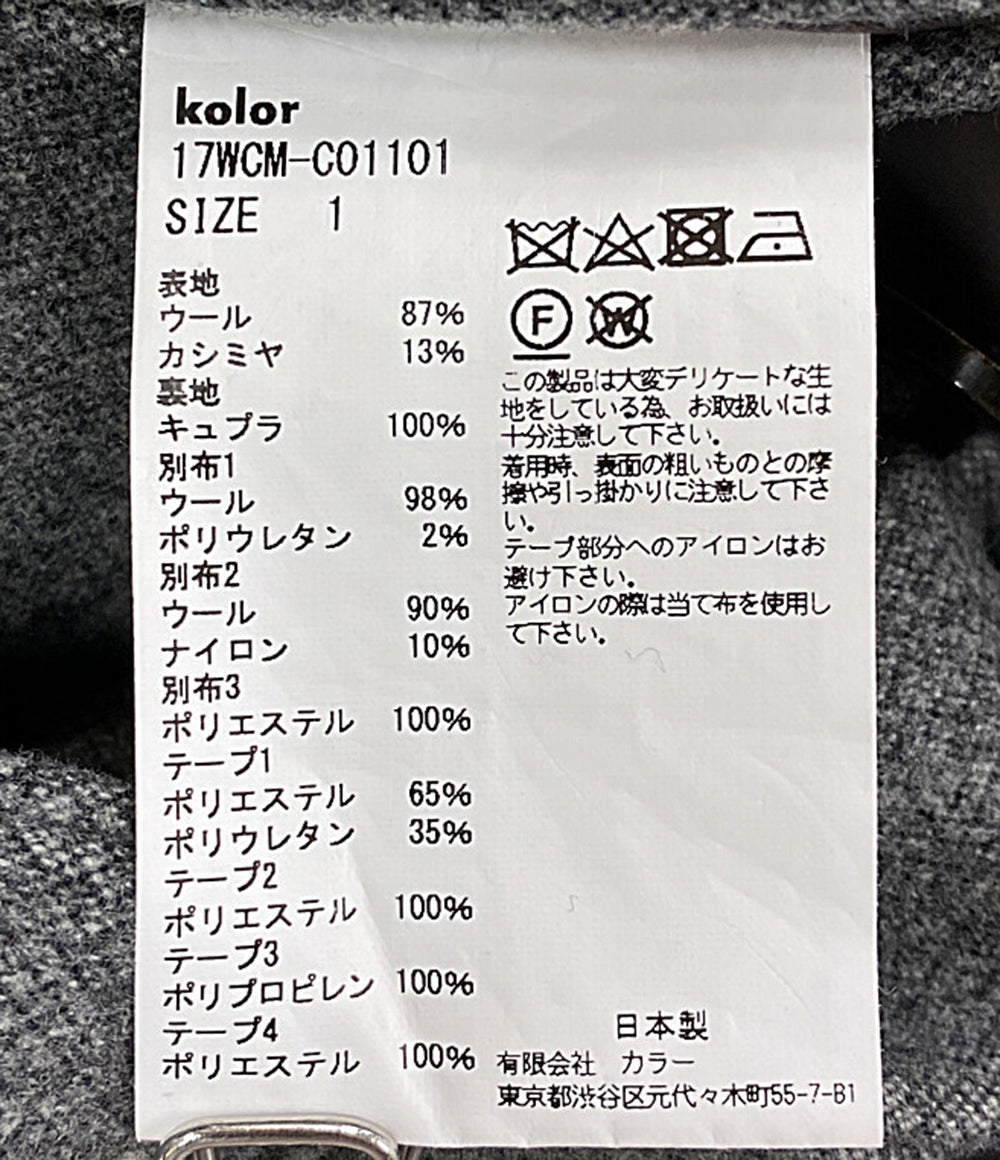 kolor
17WCM-C01101
SIZE 1
表地
ウール 87%
カシミヤ 13%
裏地
キュプラ 100%
別布1
ウール 98%
ポリウレタン 2%
別布2
ウール 90%
ナイロン 10%
別布3
ポリエステル 100%
テープ1
ポリエステル 65%
ポリウレタン 35%
テープ2
ポリエステル 100%
テープ3
ポリプロピレン 100%
テープ4
ポリエステル 100%
F W
この製品は大変デリケートな生
地をしている為、お取扱いには
十分注意して下さい。
着用時、表面の粗いものとの摩
擦や引っ掛かりに注意して下さ
い。
テープ部分へのアイロンはお
避け下さい。
アイロンの際は当て布を使用し
て下さい。
日本製
有限会社 カラー
東京都渋谷区元代々木町55-7-B1